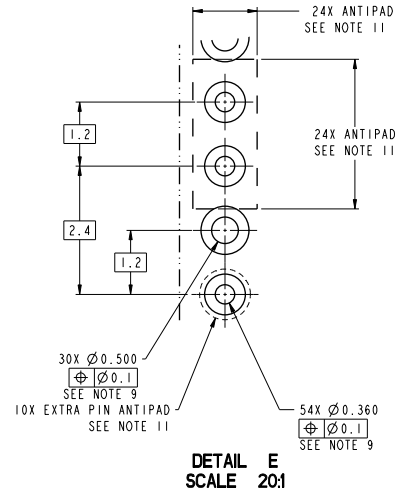 24X ANTIPAD
SEE NOTE 11
24X ANTIPAD
SEE NOTE 11
1.2
2.4
1.2
30X Ø0.500
⌖ Ø0.1
SEE NOTE 9
10X EXTRA PIN ANTIPAD
SEE NOTE 11
54X Ø0.360
⌖ Ø0.1
SEE NOTE 9
DETAIL E
SCALE 20:1